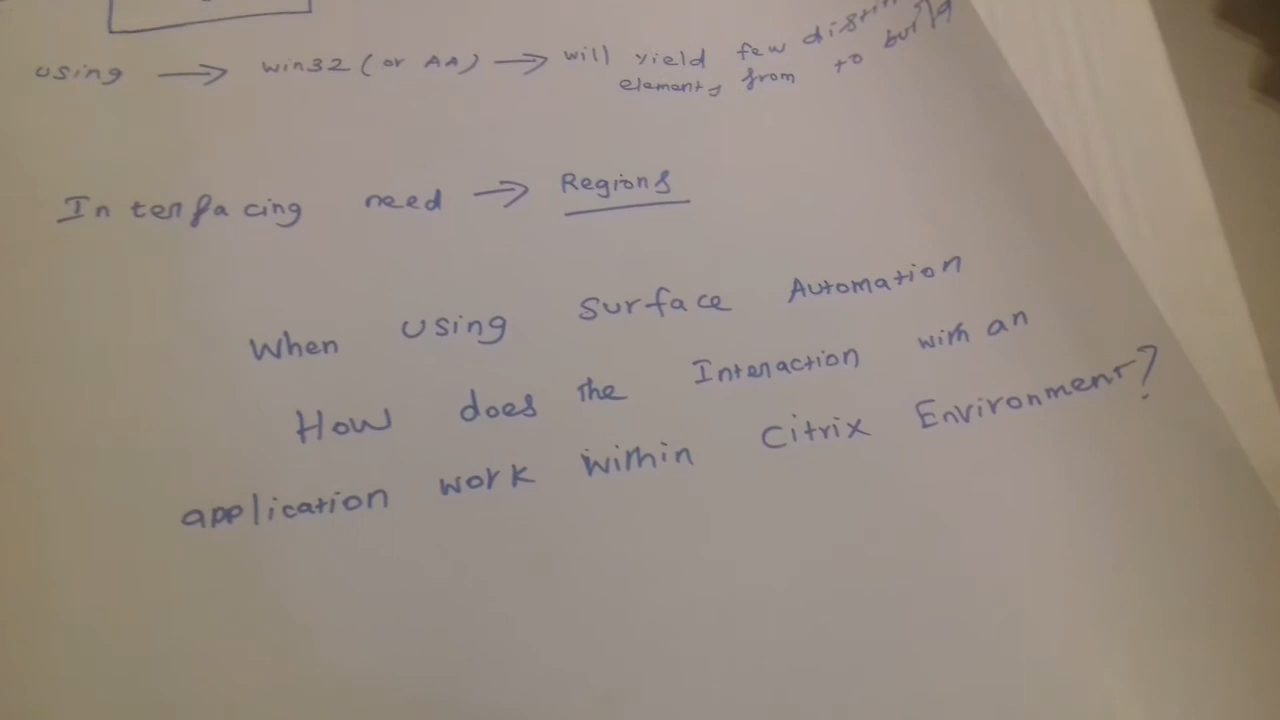 using → win32 (or AA) → will yield few
elements from to build
Interfacing need → Regions
When using Surface Automation
How does the Interaction with an
application work within Citrix Environment?